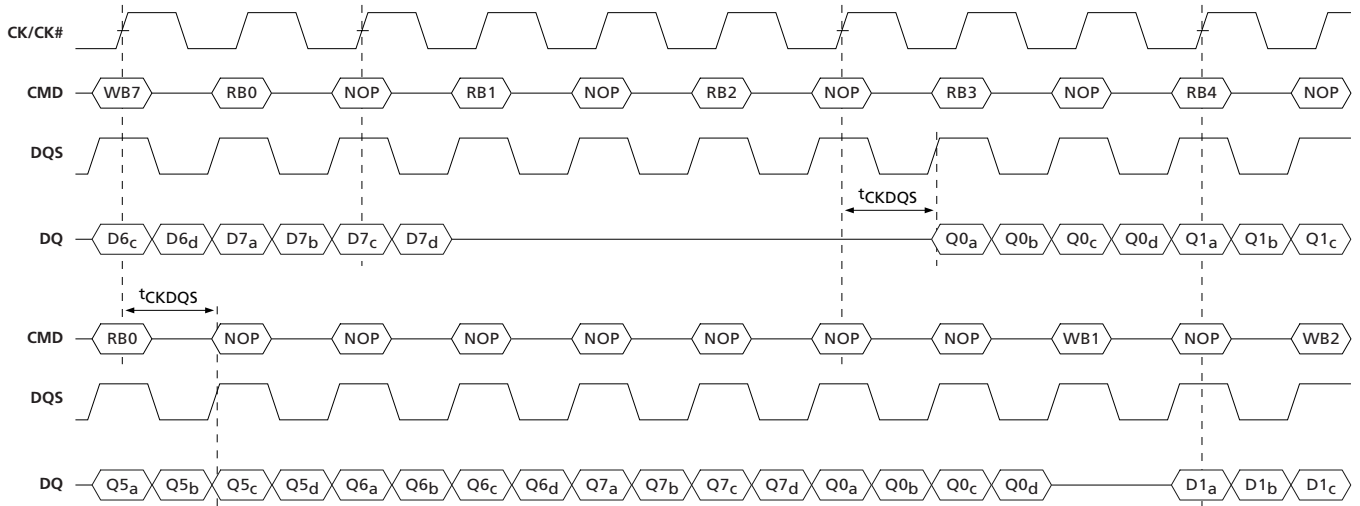 CK/CK#
CMD WB7 RB0 NOP RB1 NOP RB2 NOP RB3 NOP RB4 NOP
DQS
tCKDQS
DQ D6c D6d D7a D7b D7c D7d Q0a Q0b Q0c Q0d Q1a Q1b Q1c
tCKDQS
CMD RB0 NOP NOP NOP NOP NOP NOP NOP WB1 NOP WB2
DQS
DQ Q5a Q5b Q5c Q5d Q6a Q6b Q6c Q6d Q7a Q7b Q7c Q7d Q0a Q0b Q0c Q0d D1a D1b D1c